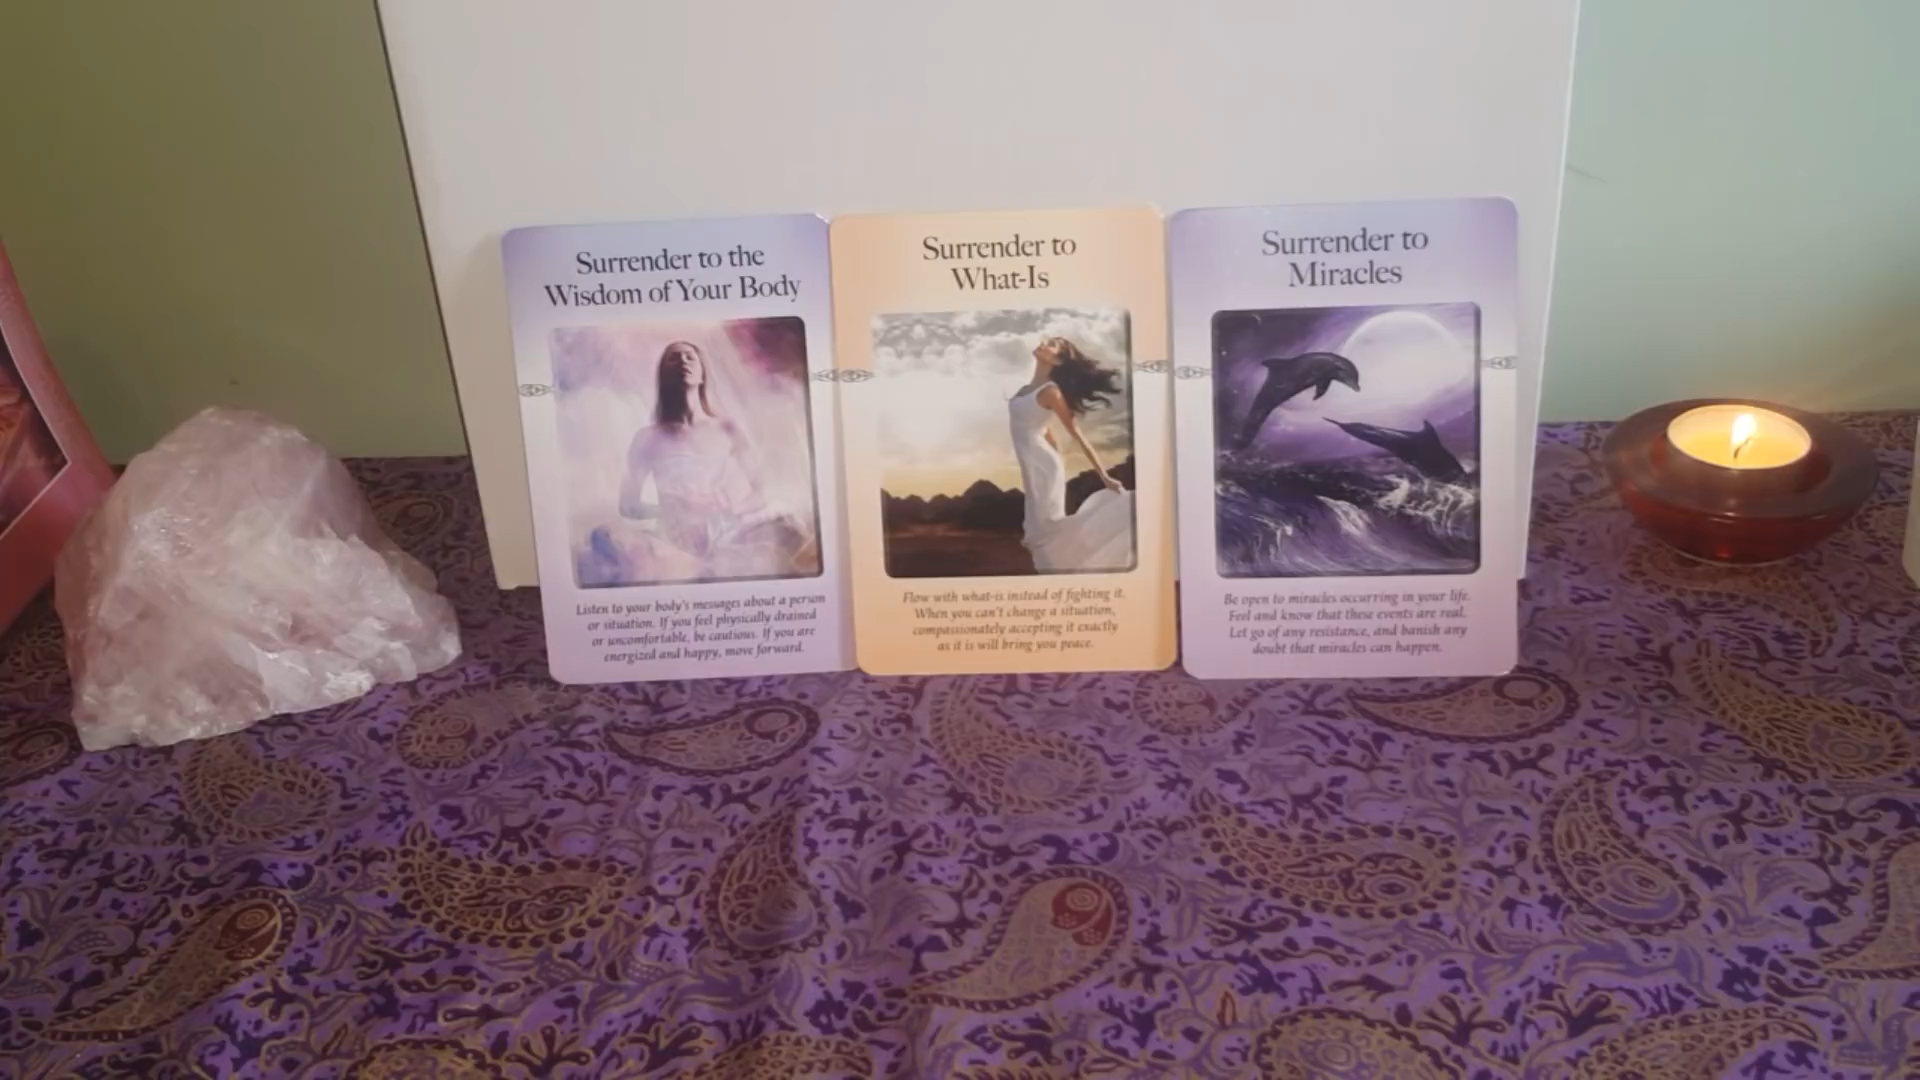 Surrender to the
Wisdom of Your Body
Listen to your body's messages about a person
or situation. If you feel physically drained
or uncomfortable, be cautious. If you are
energized and happy, move forward.
Surrender to
What-Is
Flow with what-is instead of fighting it.
When you can't change a situation,
compassionately accepting it exactly
as it is will bring you peace.
Surrender to
Miracles
Be open to miracles occurring in your life.
Feel and know that these events are real.
Let go of any resistance, and banish any
doubt that miracles can happen.